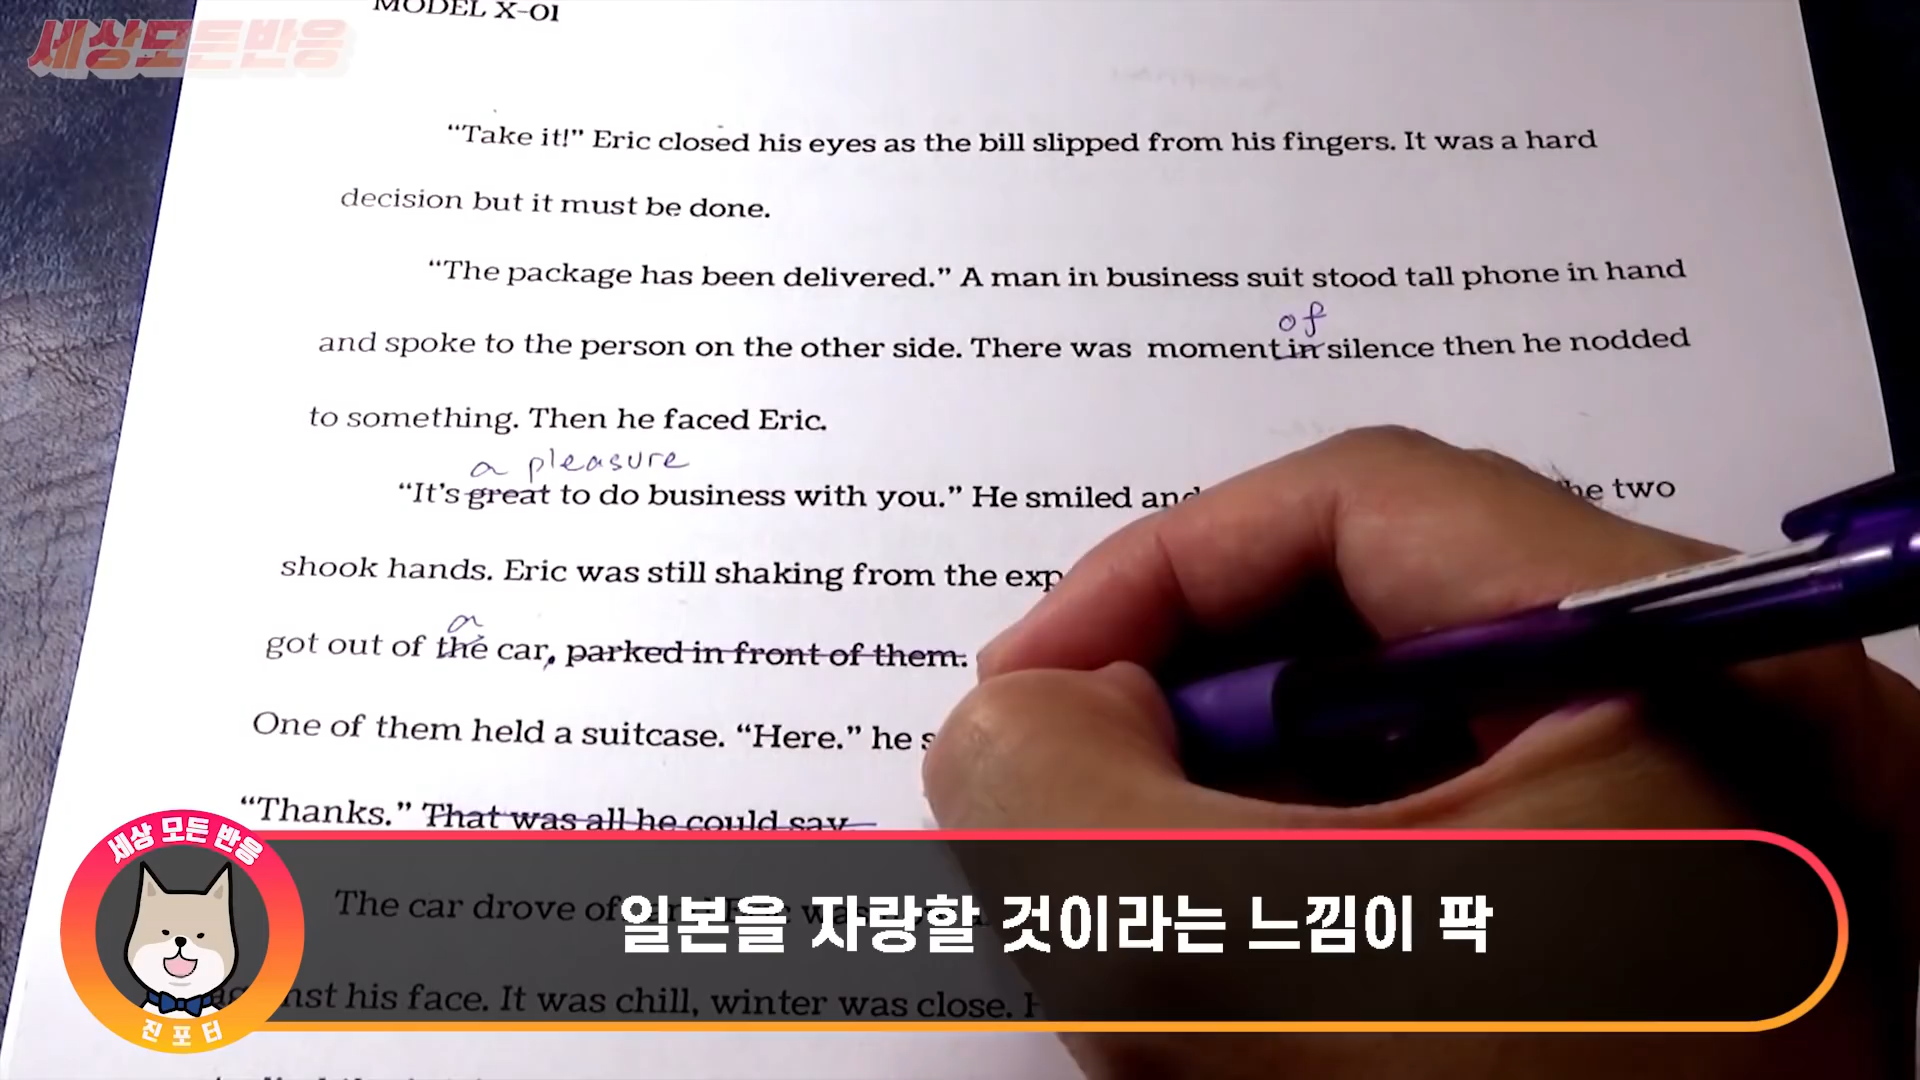 MODEL X-01
세상모든반응
“Take it!” Eric closed his eyes as the bill slipped from his fingers. It was a hard
decision but it must be done.
“The package has been delivered.” A man in business suit stood tall phone in hand
of
and spoke to the person on the other side. There was moment in silence then he nodded
to something. Then he faced Eric.
a pleasure
“It’s great to do business with you.” He smiled and the two
shook hands. Eric was still shaking from the
a
got out of the car, parked in front of them.
One of them held a suitcase. “Here.” he
“Thanks.” That was all he could say
The car drove
his face. It was chill, winter was close.
세상 모든 반응
진포터
일본을 자랑할 것이라는 느낌이 팍